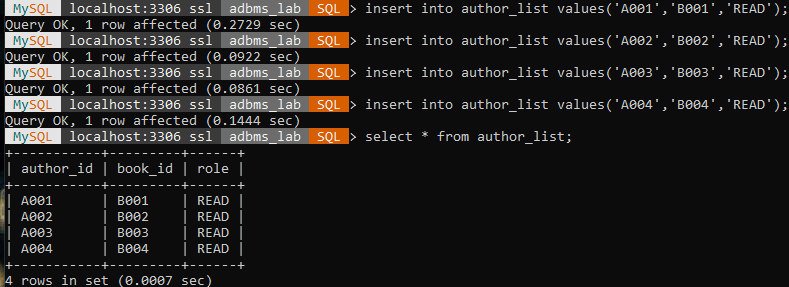 MySQL localhost:3306 ssl adbms_lab SQL > insert into author_list values('A001','B001','READ');
Query OK, 1 row affected (0.2729 sec)
MySQL localhost:3306 ssl adbms_lab SQL > insert into author_list values('A002','B002','READ');
Query OK, 1 row affected (0.0922 sec)
MySQL localhost:3306 ssl adbms_lab SQL > insert into author_list values('A003','B003','READ');
Query OK, 1 row affected (0.0861 sec)
MySQL localhost:3306 ssl adbms_lab SQL > insert into author_list values('A004','B004','READ');
Query OK, 1 row affected (0.1444 sec)
MySQL localhost:3306 ssl adbms_lab SQL > select * from author_list;
+-----------+---------+------+
| author_id | book_id | role |
+-----------+---------+------+
| A001      | B001    | READ |
| A002      | B002    | READ |
| A003      | B003    | READ |
| A004      | B004    | READ |
+-----------+---------+------+
4 rows in set (0.0007 sec)